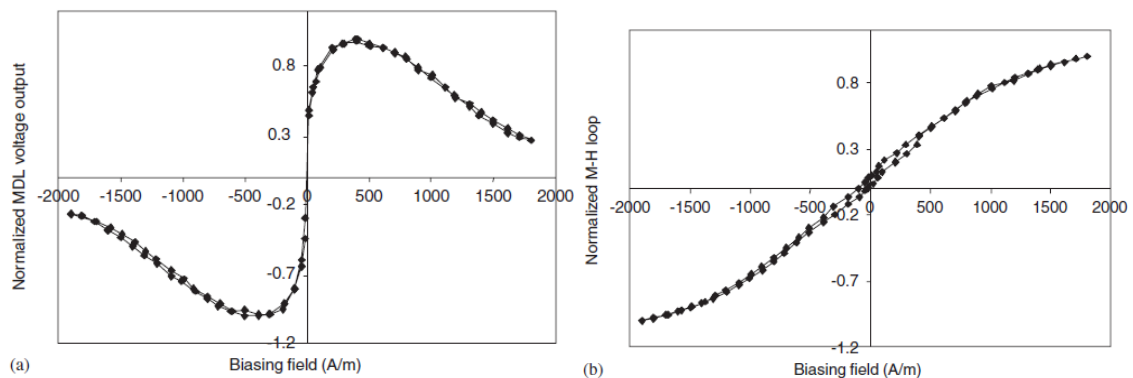 Normalized MDL voltage output
0.8
0.3
-2000 -1500 -1000 -500 0 500 1000 1500 2000
-0.2
-0.7
-1.2
(a) Biasing field (A/m)
Normalized M-H loop
0.8
0.3
-2000 -1500 -1000 -500 0 500 1000 1500 2000
-0.2
-0.7
-1.2
(b) Biasing field (A/m)